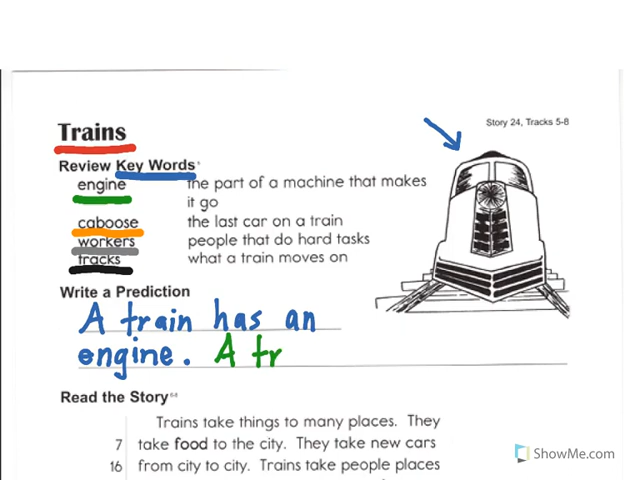 Story 24, Tracks 5-8
Trains
Review Key Words
engine the part of a machine that makes
it go
caboose the last car on a train
workers people that do hard tasks
tracks what a train moves on
Write a Prediction
A train has an
engine. A tr
Read the Story
Trains take things to many places. They
7 take food to the city. They take new cars
16 from city to city. Trains take people places
ShowMe.com